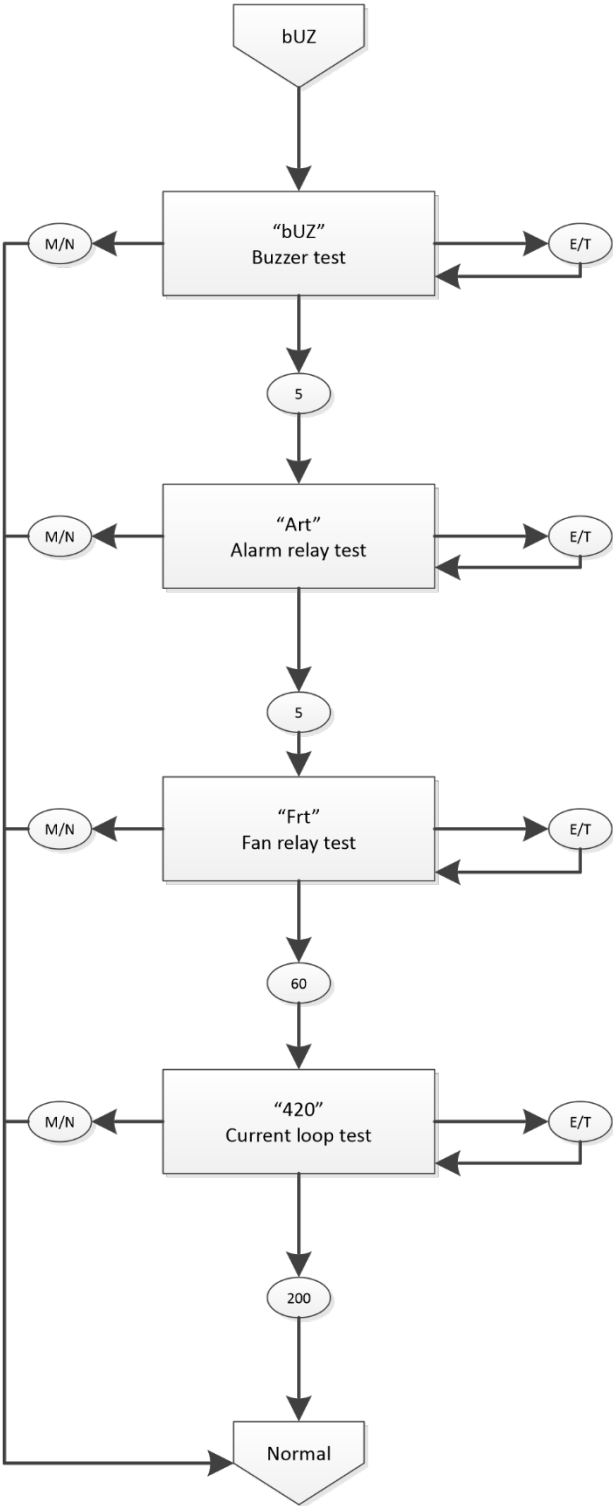 bUZ
“bUZ”
Buzzer test
M/N
E/T
5
“Art”
Alarm relay test
M/N
E/T
5
“Frt”
Fan relay test
M/N
E/T
60
“420”
Current loop test
M/N
E/T
200
Normal